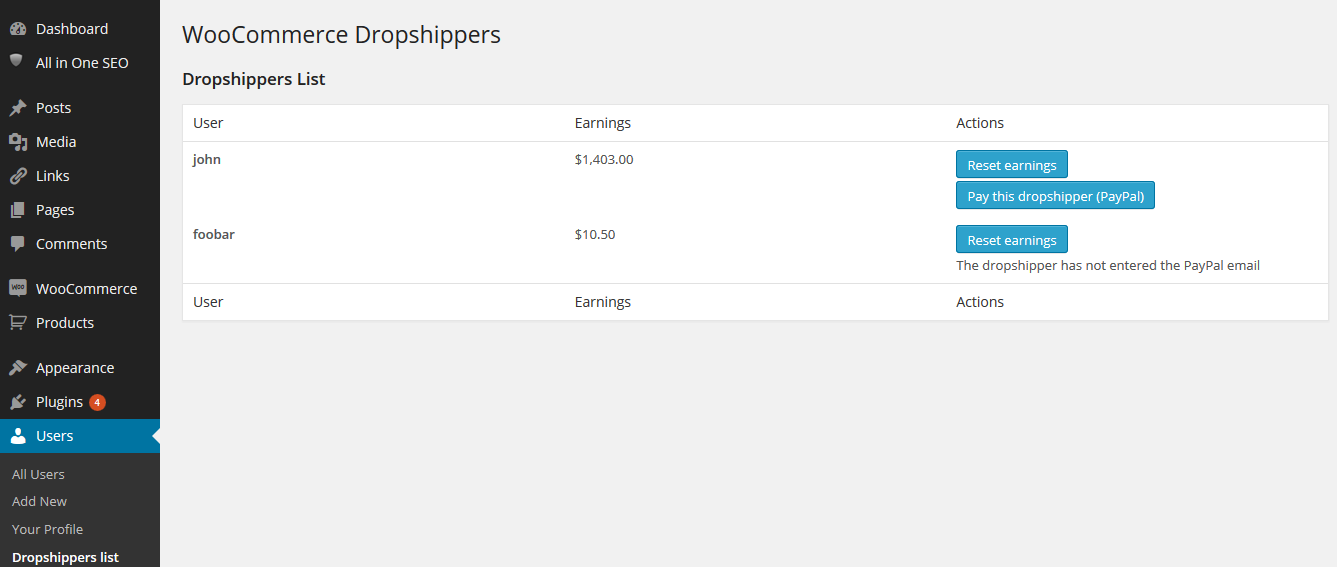 Dashboard
All in One SEO
Posts
Media
Links
Pages
Comments
WOO WooCommerce
Products
Appearance
Plugins 4
Users
All Users
Add New
Your Profile
Dropshippers list
WooCommerce Dropshippers
Dropshippers List
User Earnings Actions
john $1,403.00 Reset earnings
Pay this dropshipper (PayPal)
foobar $10.50 Reset earnings
The dropshipper has not entered the PayPal email
User Earnings Actions